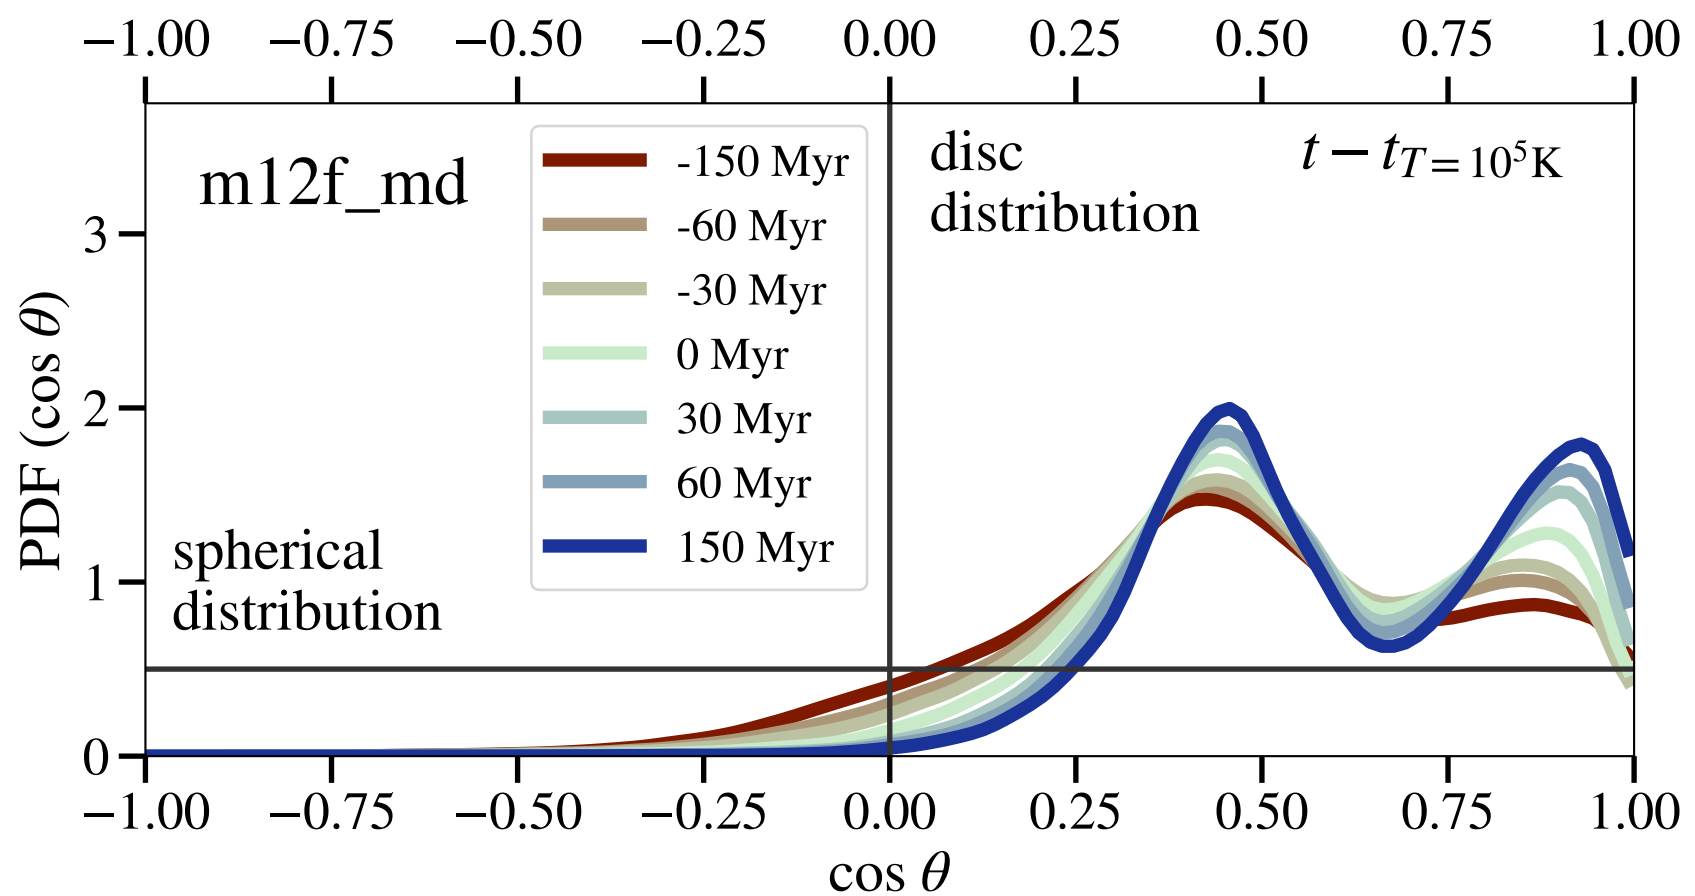 −1.00 −0.75 −0.50 −0.25 0.00 0.25 0.50 0.75 1.00
m12f_md
-150 Myr
-60 Myr
-30 Myr
0 Myr
30 Myr
60 Myr
150 Myr
disc
distribution
t − t_{T = 10^5 K}
spherical
distribution
PDF (cos θ)
3
2
1
0
−1.00 −0.75 −0.50 −0.25 0.00 0.25 0.50 0.75 1.00
cos θ